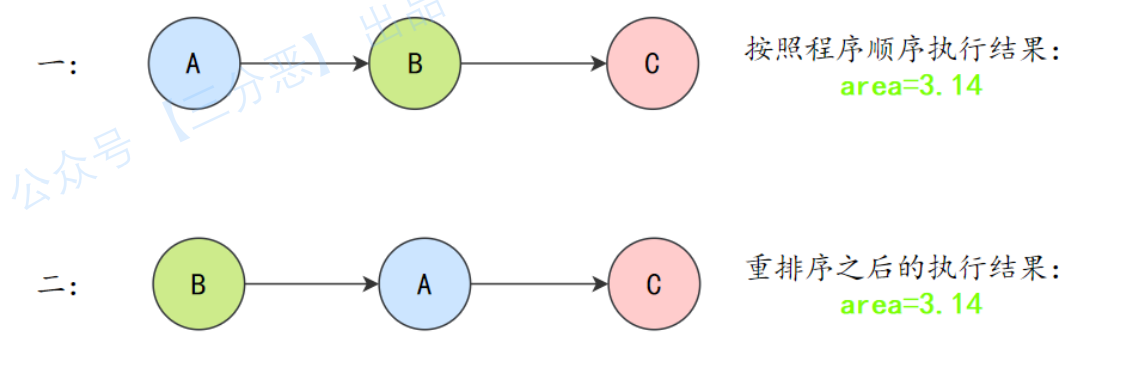 一：
A
B
C
按照程序顺序执行结果：
area=3.14
公众号【三分恶】出品
二：
B
A
C
重排序之后的执行结果：
area=3.14